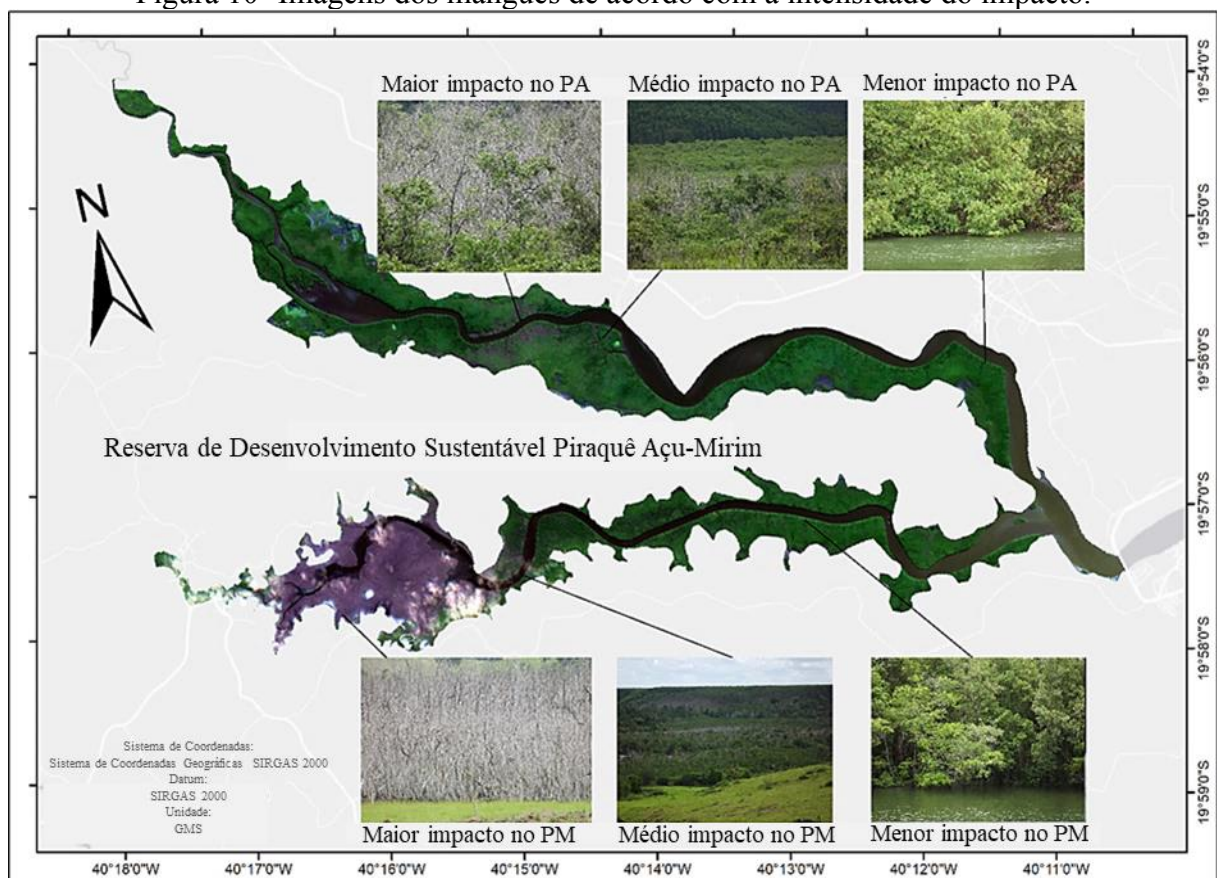 Figura 10- Imagens dos mangues de acordo com a intensidade do impacto.
Maior impacto no PA
Médio impacto no PA
Menor impacto no PA
N
19°54'0"S
19°55'0"S
19°56'0"S
Reserva de Desenvolvimento Sustentável Piraquê Açu-Mirim
19°57'0"S
19°58'0"S
19°59'0"S
Sistema de Coordenadas:
Sistema de Coordenadas Geográficas SIRGAS 2000
Datum:
SIRGAS 2000
Unidade:
GMS
Maior impacto no PM
Médio impacto no PM
Menor impacto no PM
40°18'0"W 40°17'0"W 40°16'0"W 40°15'0"W 40°14'0"W 40°13'0"W 40°12'0"W 40°11'0"W